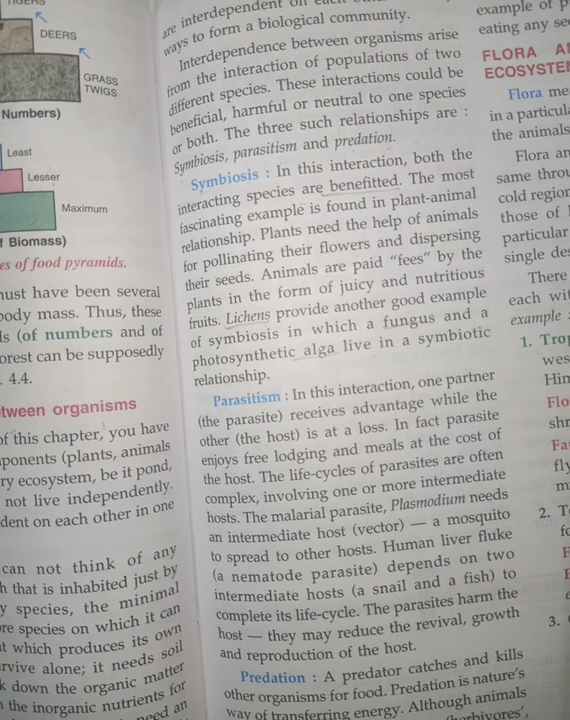 TIGERS
DEERS
GRASS
TWIGS
Numbers)
Least
Lesser
Maximum
Biomass)
es of food pyramids.
ust have been several
body mass. Thus, these
ls (of numbers and of
orest can be supposedly
4.4.
tween organisms
of this chapter, you have
ponents (plants, animals
ry ecosystem, be it pond,
not live independently.
dent on each other in one
can not think of any
h that is inhabited just by
y species, the minimal
re species on which it can
t which produces its own
rvive alone; it needs soil
k down the organic matter
the inorganic nutrients for
need an
are interdependent on each
ways to form a biological community.
Interdependence between organisms arise
from the interaction of populations of two
different species. These interactions could be
beneficial, harmful or neutral to one species
or both. The three such relationships are :
Symbiosis, parasitism and predation.
Symbiosis : In this interaction, both the
interacting species are benefitted. The most
fascinating example is found in plant-animal
relationship. Plants need the help of animals
for pollinating their flowers and dispersing
their seeds. Animals are paid “fees” by the
plants in the form of juicy and nutritious
fruits. Lichens provide another good example
of symbiosis in which a fungus and a
photosynthetic alga live in a symbiotic
relationship.
Parasitism : In this interaction, one partner
(the parasite) receives advantage while the
other (the host) is at a loss. In fact parasite
enjoys free lodging and meals at the cost of
the host. The life-cycles of parasites are often
complex, involving one or more intermediate
hosts. The malarial parasite, Plasmodium needs
an intermediate host (vector) — a mosquito
to spread to other hosts. Human liver fluke
(a nematode parasite) depends on two
intermediate hosts (a snail and a fish) to
complete its life-cycle. The parasites harm the
host — they may reduce the revival, growth
and reproduction of the host.
Predation : A predator catches and kills
other organisms for food. Predation is nature’s
way of transferring energy. Although animals
example of p
eating any se
FLORA A
ECOSYSTE
Flora me
in a particula
the animals
Flora an
same throu
cold region
those of
particular
single des
There
each wit
example :
1. Trop
wes
Him
Flo
shr
Fa
fly
m
2. T
fo
F
3.